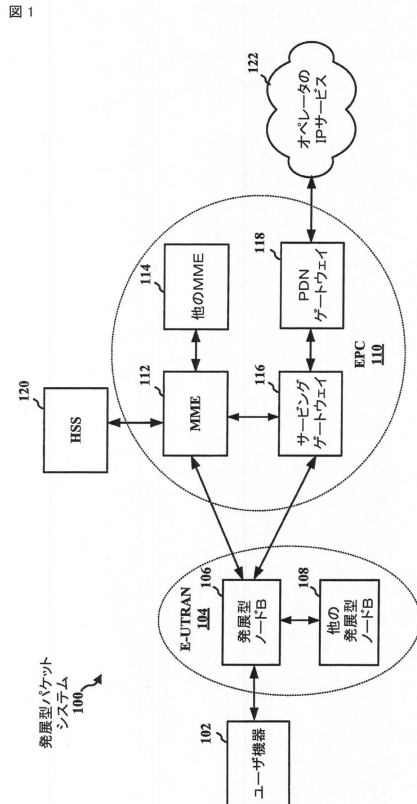 図 1
発展型パケット
システム
100
102
ユーザ機器
E-UTRAN
104
106
発展型
ノードB
108
他の
発展型
ノードB
120
HSS
112
MME
114
他のMME
116
サービング
ゲートウェイ
118
PDN
ゲートウェイ
EPC
110
122
オペレータの
IPサービス